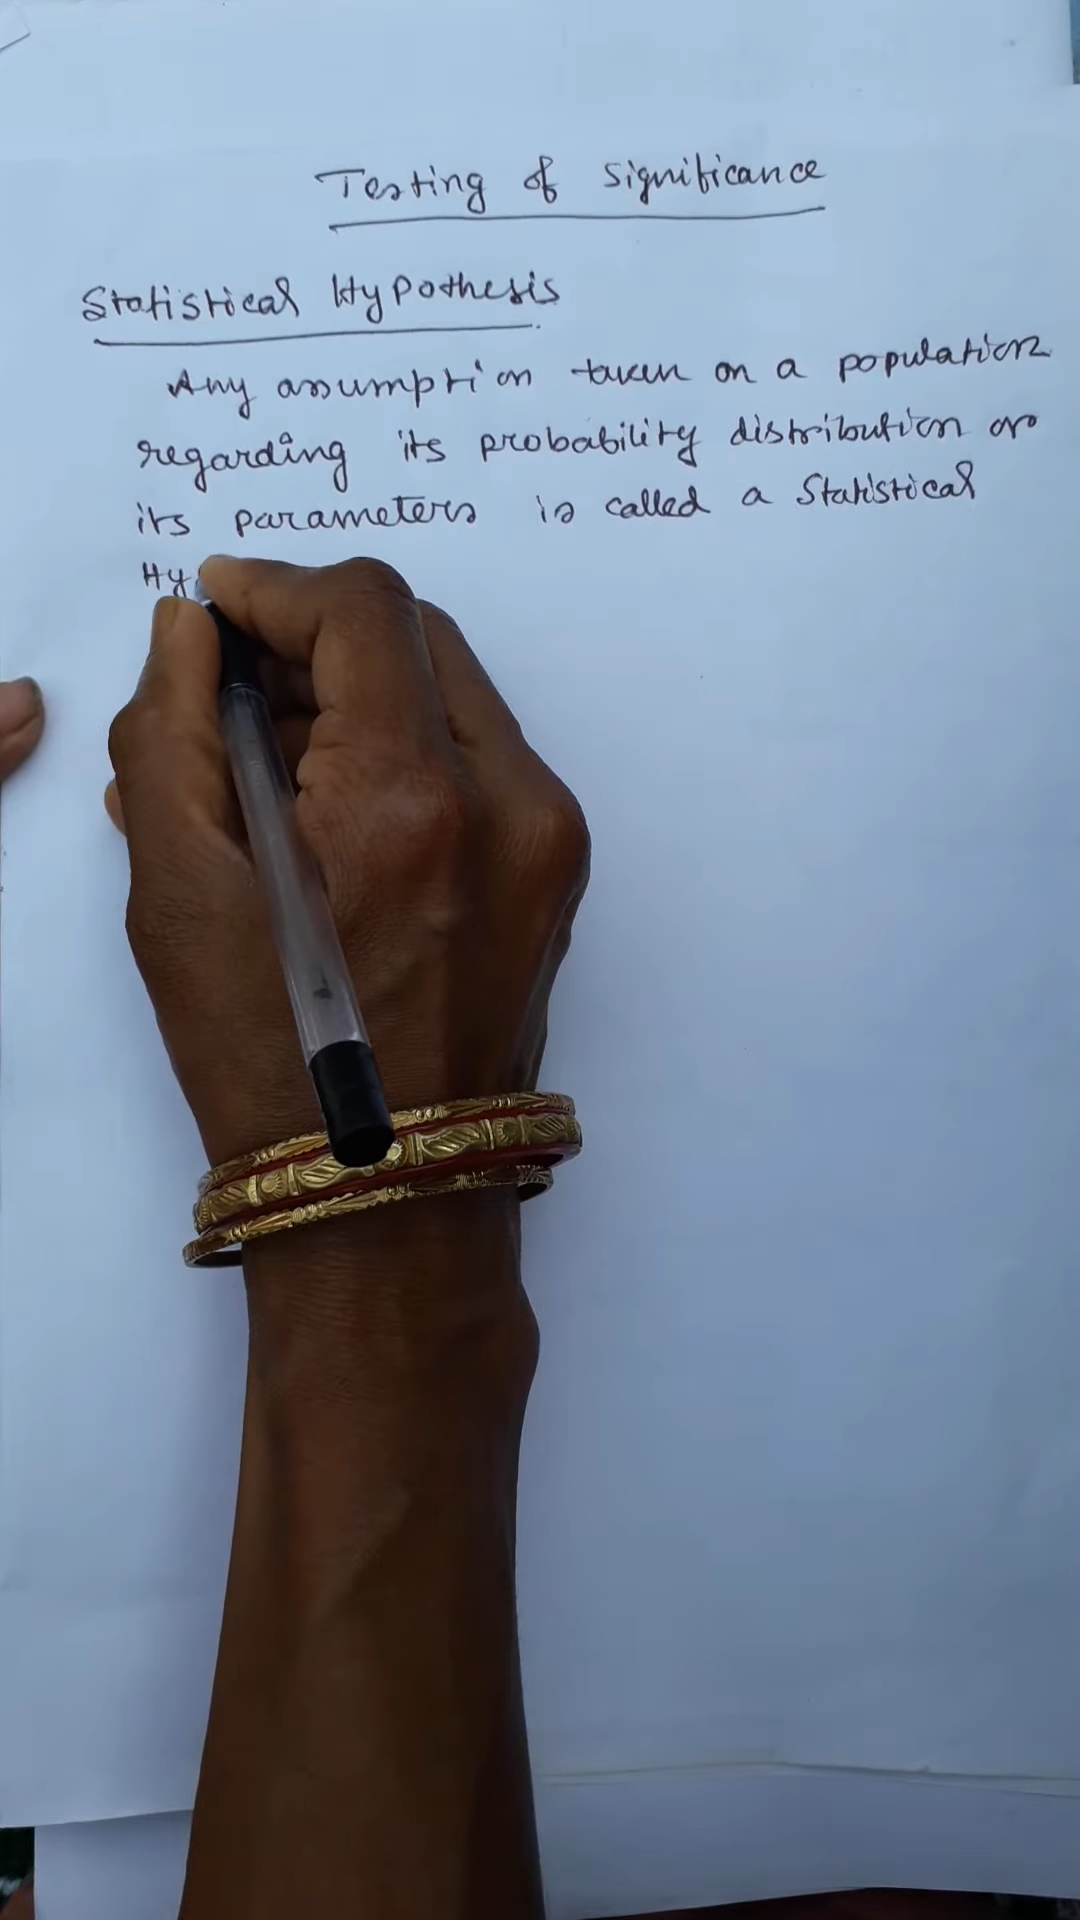 Testing of significance
Statistical Hypothesis
Any assumption taken on a population
regarding its probability distribution or
its parameters is called a Statistical
Hy